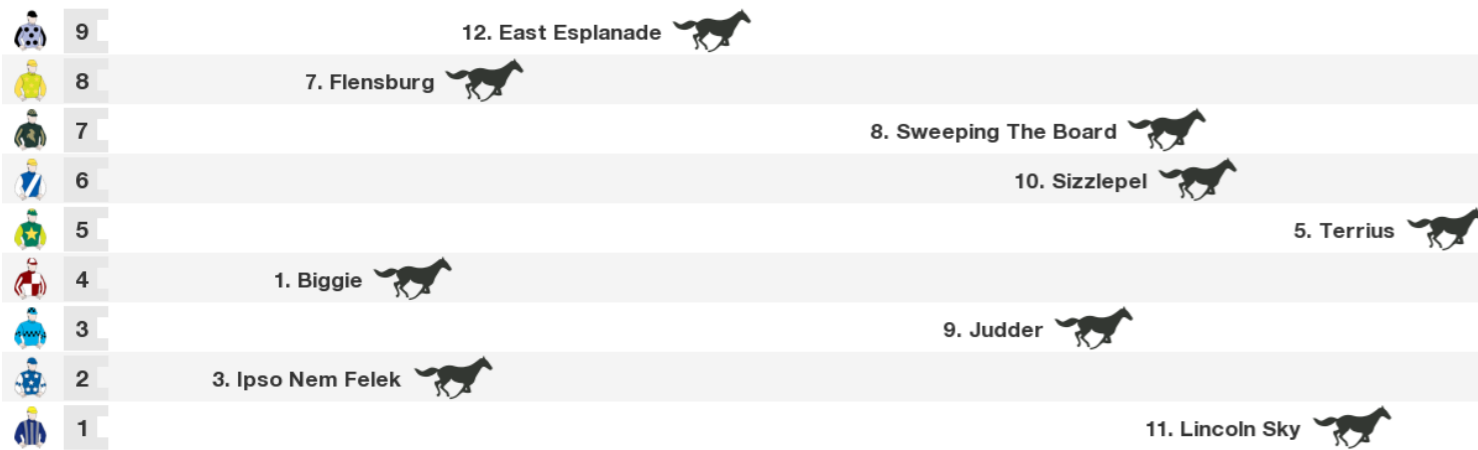 9 12. East Esplanade
8 7. Flensburg
7 8. Sweeping The Board
6 10. Sizzlepel
5 5. Terrius
4 1. Biggie
3 9. Judder
2 3. Ipso Nem Felek
1 11. Lincoln Sky